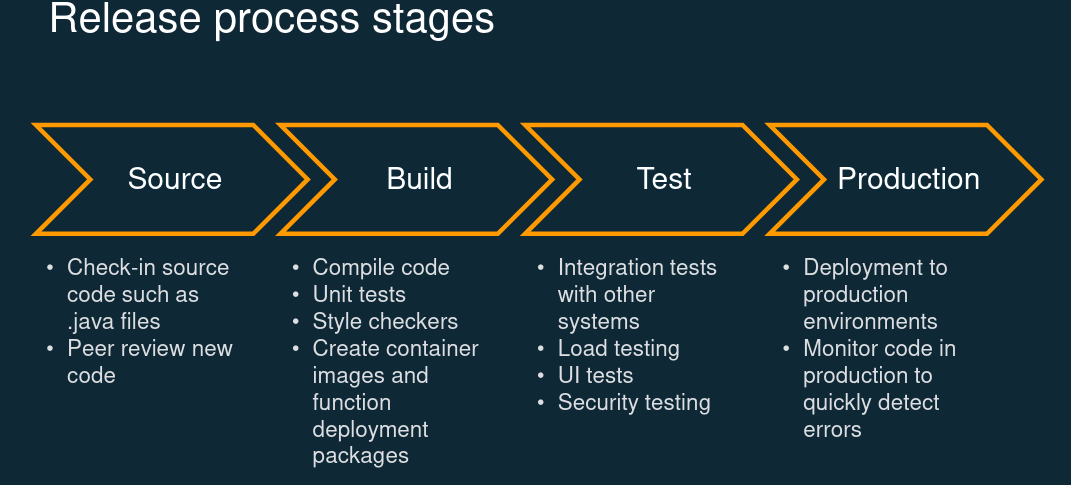 Release process stages
Source
Build
Test
Production
• Check-in source
code such as
.java files
• Peer review new
code
• Compile code
• Unit tests
• Style checkers
• Create container
images and
function
deployment
packages
• Integration tests
with other
systems
• Load testing
• UI tests
• Security testing
• Deployment to
production
environments
• Monitor code in
production to
quickly detect
errors